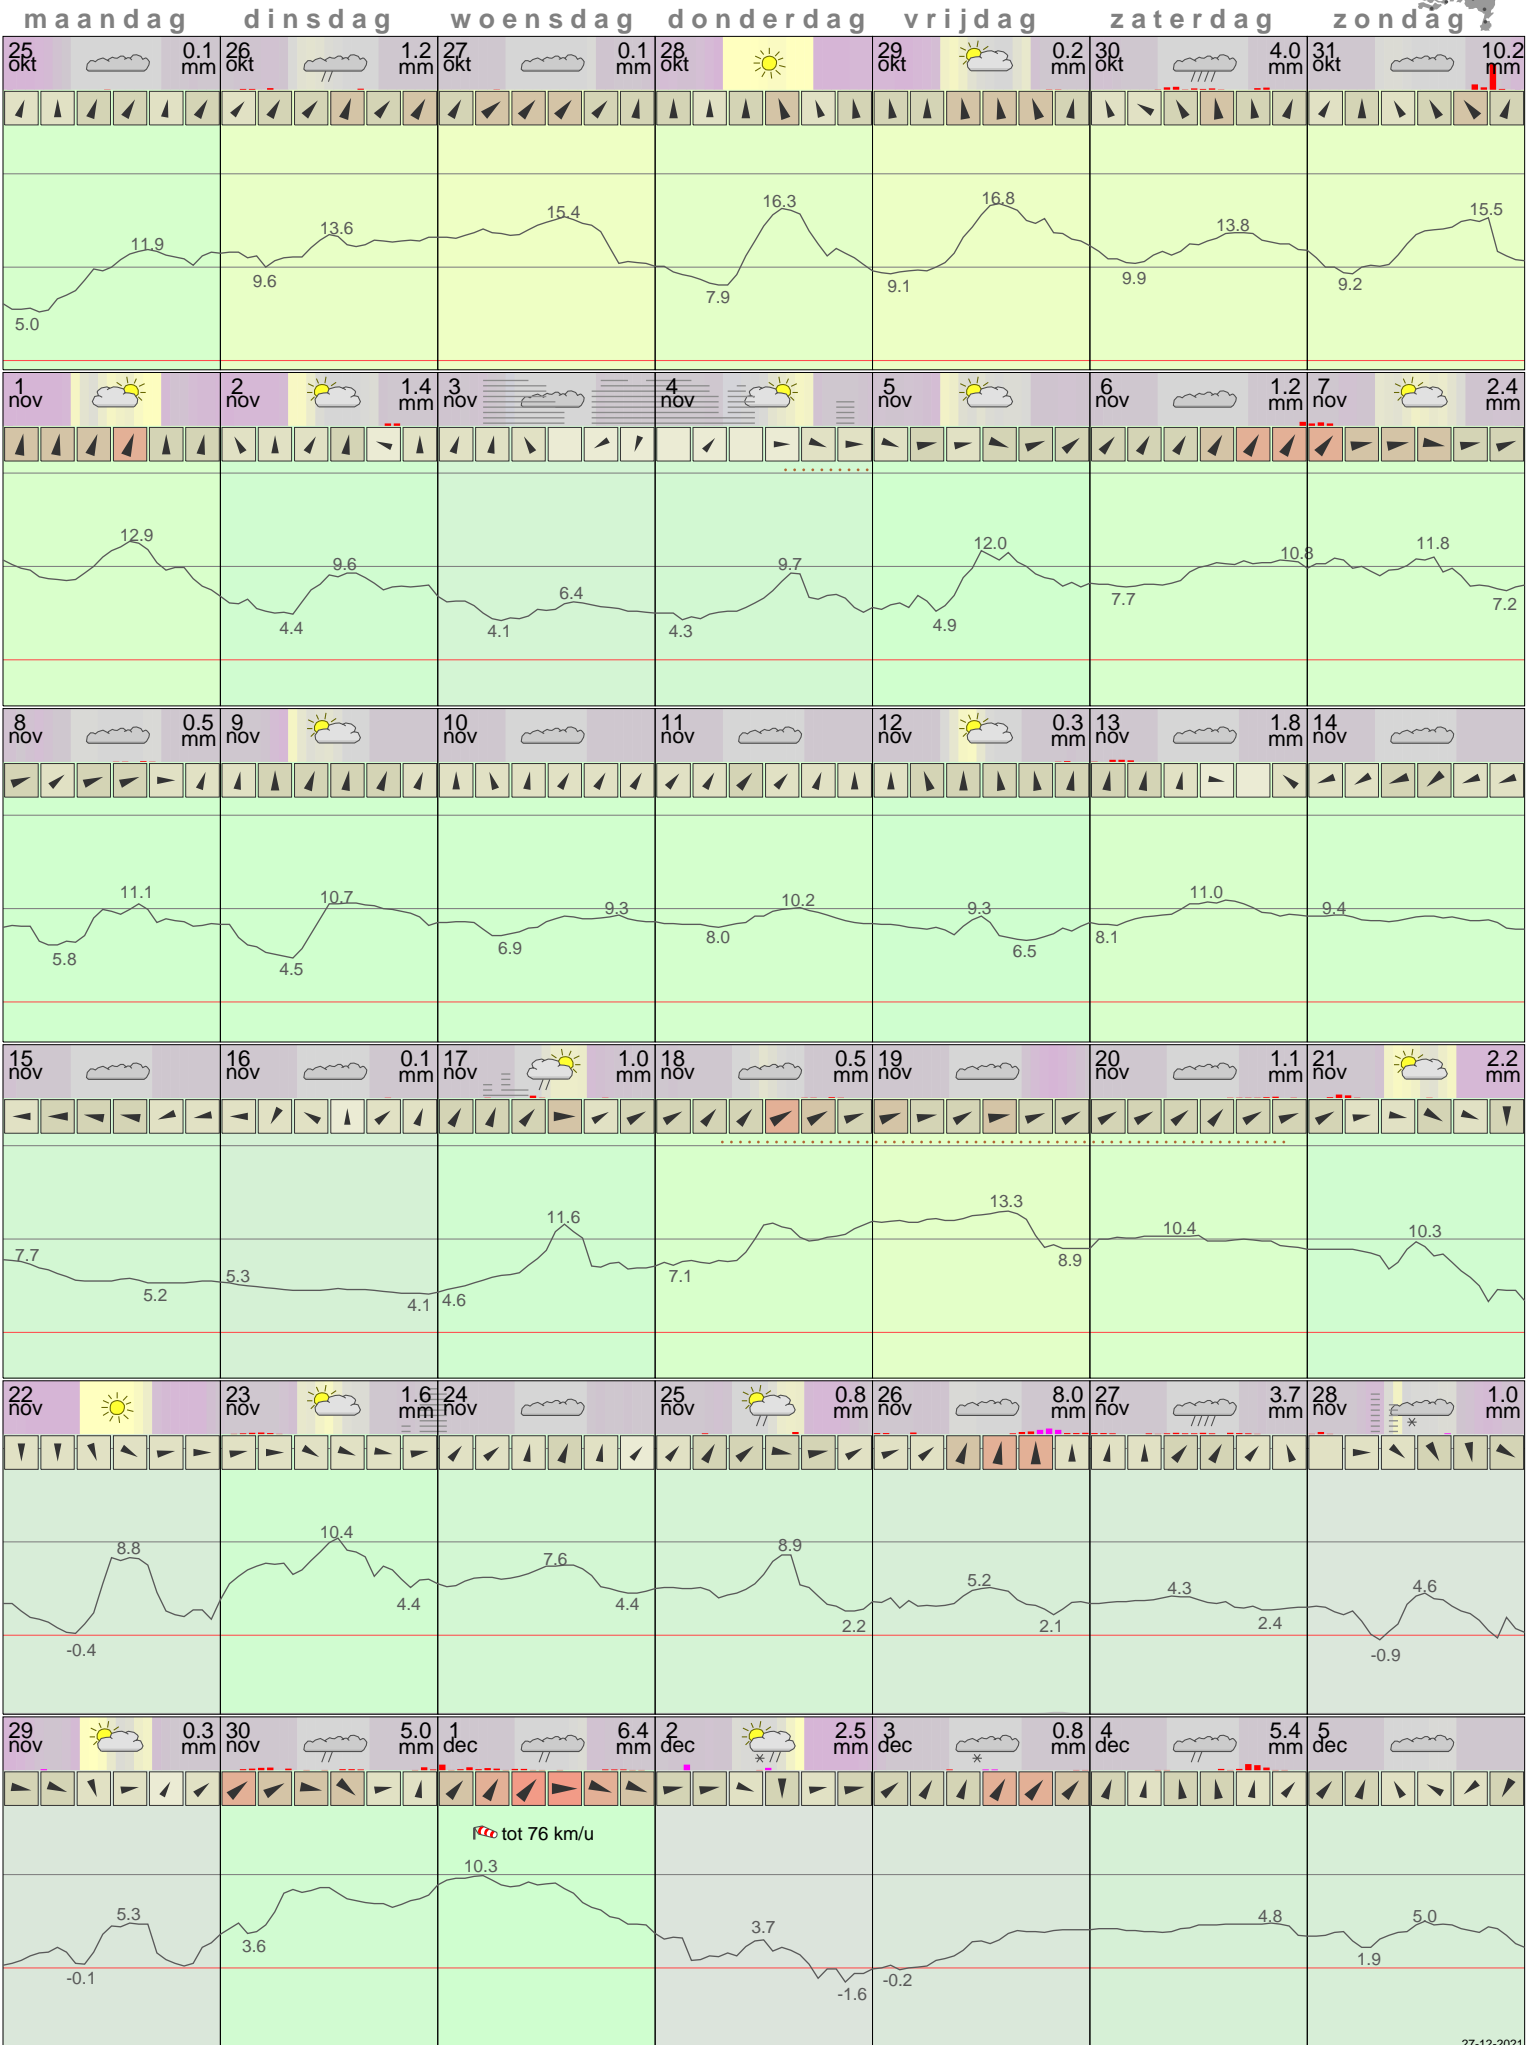 maandag dinsdag woensdag donderdag vrijdag zaterdag zondag
25 0.1 26 1.2 27 0.1 28 29 0.2 30 4.0 31 10.2
okt mm okt mm okt mm okt okt mm okt mm okt mm
11.9 13.6 15.4 16.3 16.8 13.8 15.5
5.0 9.6 7.9 9.1 9.9 9.2
1 2 1.4 3 4 5 6 1.2 7 2.4
nov nov mm nov nov nov nov mm nov mm
12.9 9.6 6.4 9.7 12.0 10.8 11.8
4.4 4.1 4.3 4.9 7.7 7.2
8 0.5 9 10 11 12 0.3 13 1.8 14
nov mm nov nov nov nov mm nov mm nov
11.1 10.7 9.3 10.2 9.3 11.0 9.4
5.8 4.5 6.9 8.0 6.5 8.1
15 16 0.1 17 1.0 18 0.5 19 20 1.1 21 2.2
nov nov mm nov mm nov mm nov nov mm nov mm
7.7 5.3 11.6 13.3 10.4 10.3
5.2 4.1 4.6 7.1 8.9
22 23 1.6 24 25 0.8 26 8.0 27 3.7 28 1.0
nov nov mm nov nov mm nov mm nov mm nov mm
8.8 10.4 7.6 8.9 5.2 4.3 4.6
-0.4 4.4 4.4 2.2 2.1 2.4 -0.9
29 0.3 30 5.0 1 6.4 2 2.5 3 0.8 4 5.4 5
nov mm nov mm dec mm dec mm dec mm dec mm dec
tot 76 km/u
5.3 10.3 3.7 4.8 5.0
-0.1 3.6 -1.6 -0.2 1.9
27-12-2021